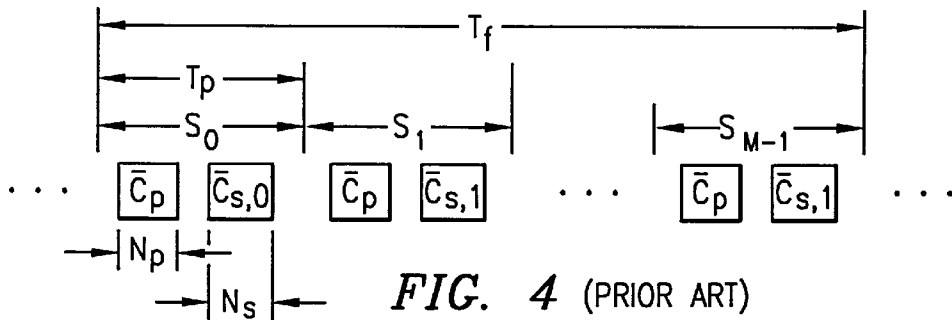 T_f
T_p
S_0 S_1 S_{M-1}
··· C̄_p C̄_{s,0} C̄_p C̄_{s,1} ··· C̄_p C̄_{s,1} ···
N_p
N_s
FIG. 4 (PRIOR ART)